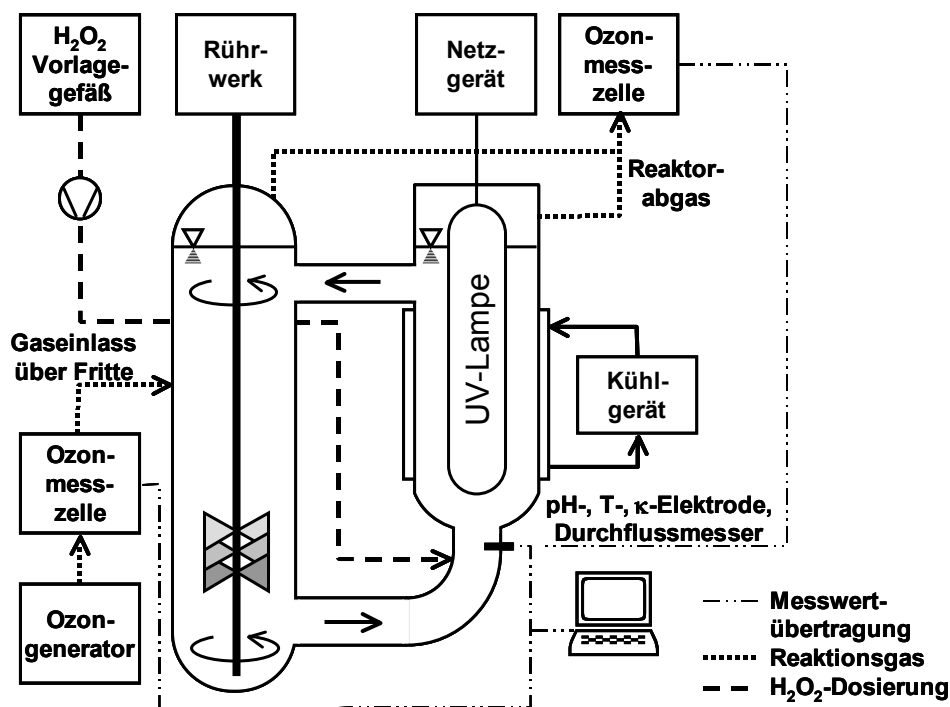 H₂O₂
Vorlage-
gefäß
Rühr-
werk
Netz-
gerät
Ozon-
mess-
zelle
Reaktor-
abgas
UV-Lampe
Gaseinlass
über Fritte
Kühl-
gerät
Ozon-
mess-
zelle
pH-, T-, κ-Elektrode,
Durchflussmesser
Ozon-
generator
Messwert-
übertragung
Reaktionsgas
H₂O₂-Dosierung